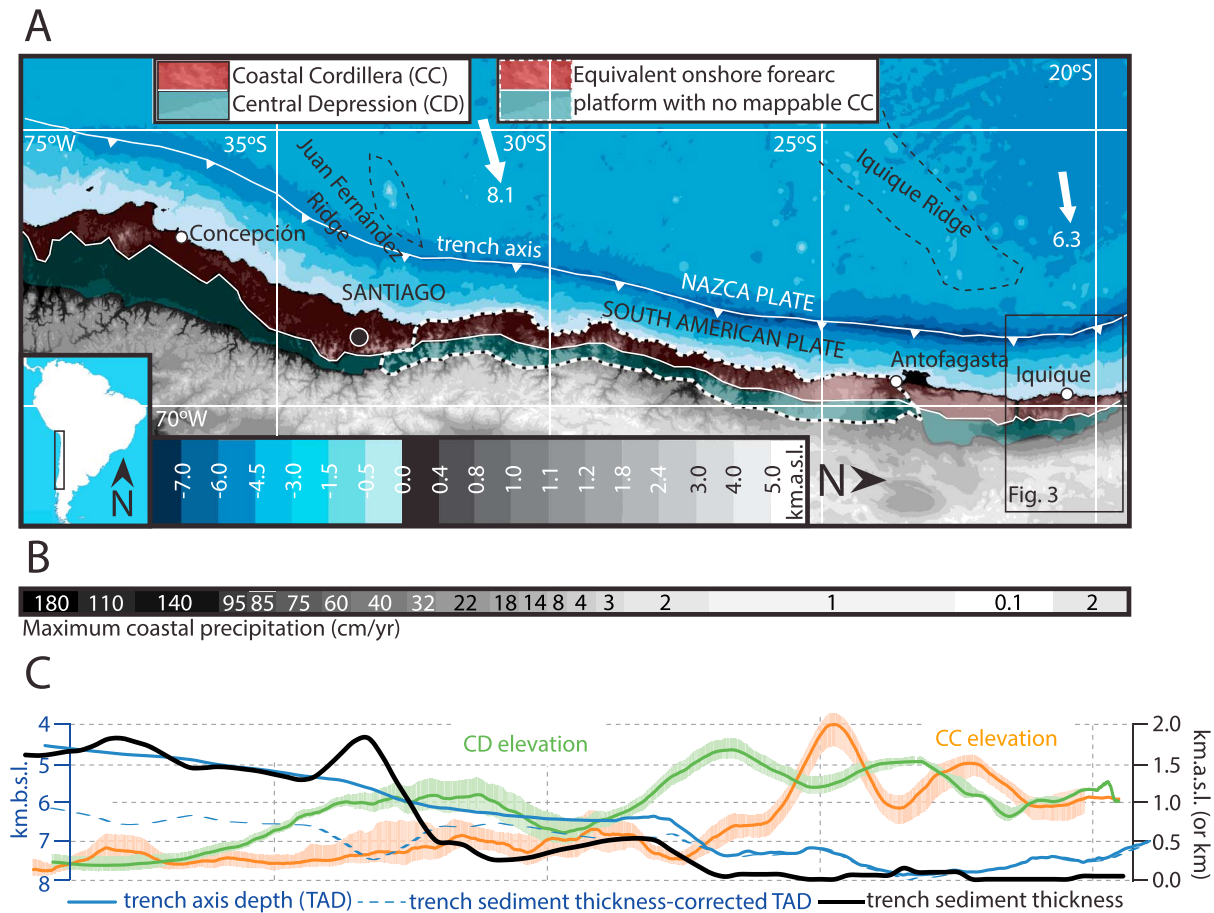 A
Coastal Cordillera (CC)
Central Depression (CD)
Equivalent onshore forearc
platform with no mappable CC
20ºS
75ºW
35ºS
30ºS
25ºS
Juan Fernández
Ridge
8.1
Iquique Ridge
6.3
Concepción
trench axis
NAZCA PLATE
SANTIAGO
SOUTH AMERICAN PLATE
Antofagasta
Iquique
70ºW
N
-7.0
-6.0
-4.5
-3.0
-1.5
-0.5
0.0
0.4
0.8
1.0
1.1
1.2
1.8
2.4
3.0
4.0
5.0
km.a.s.l.
N
Fig. 3
B
180 110 140 95 85 75 60 40 32 22 18 14 8 4 3 2 1 0.1 2
Maximum coastal precipitation (cm/yr)
C
4
5
6
7
8
km.b.s.l.
CD elevation
CC elevation
2.0
1.5
1.0
0.5
0.0
km.a.s.l. (or km)
trench axis depth (TAD)
trench sediment thickness-corrected TAD
trench sediment thickness